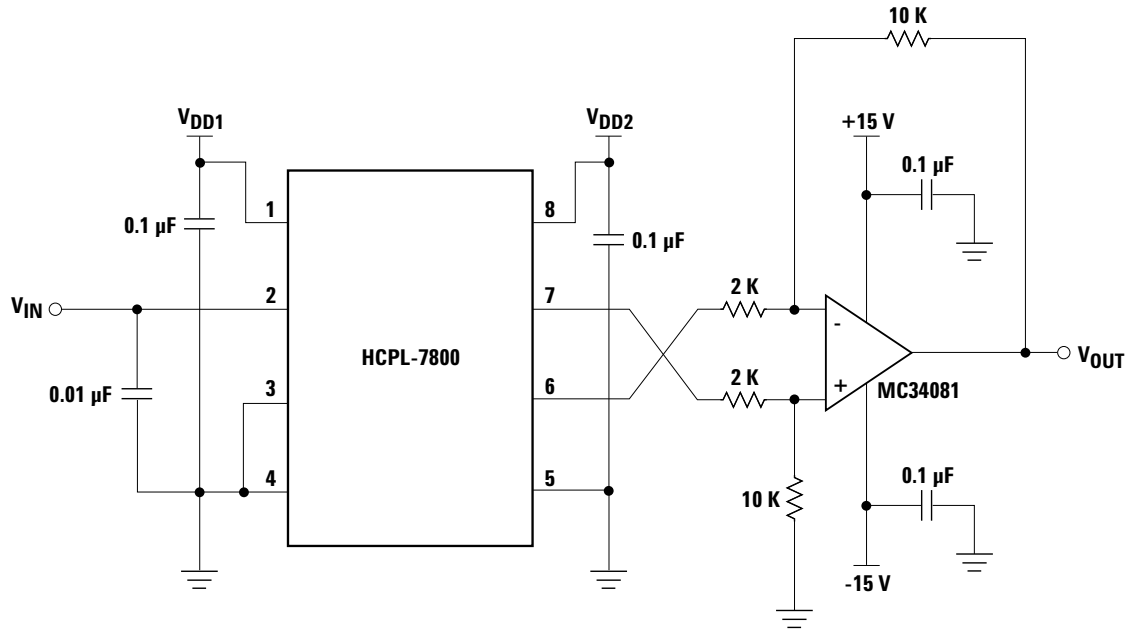 10 K
V_DD1
V_DD2
+15 V
0.1 µF
1
8
0.1 µF
0.1 µF
2 K
V_IN
2
7
-
HCPL-7800
V_OUT
0.01 µF
3
6
2 K
+
MC34081
4
5
10 K
0.1 µF
-15 V